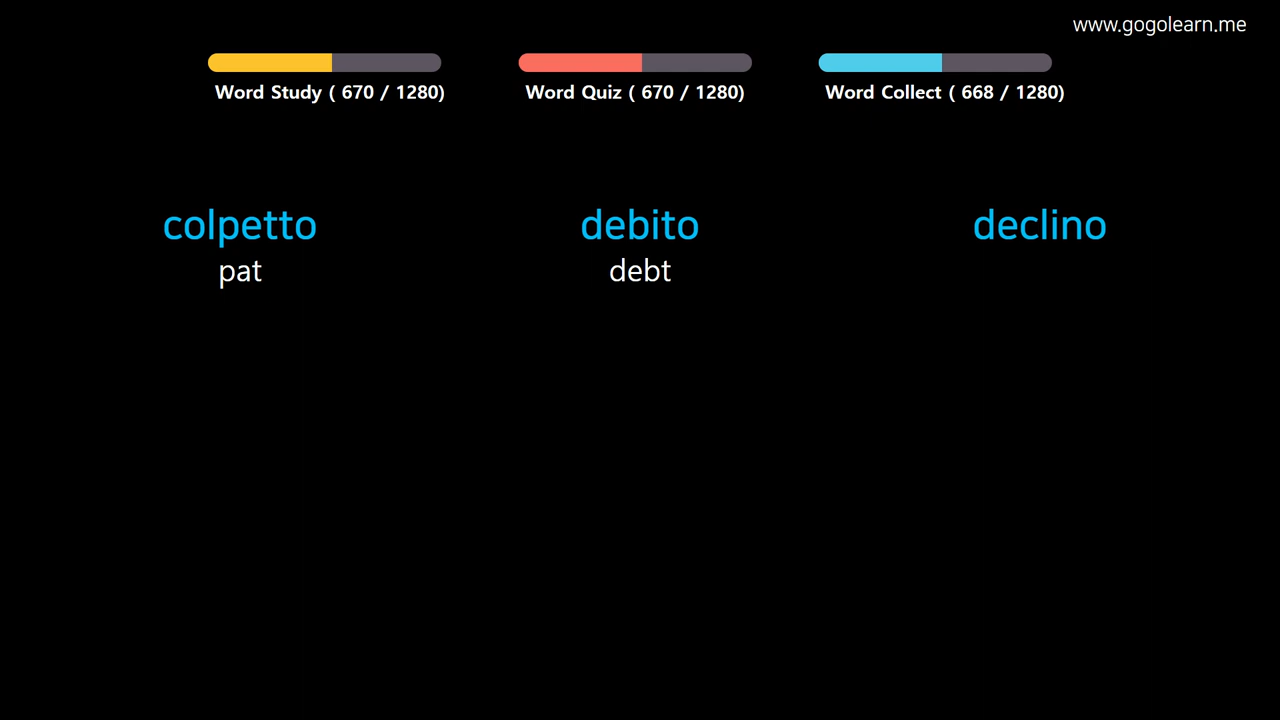 www.gogolearn.me
Word Study ( 670 / 1280)
Word Quiz ( 670 / 1280)
Word Collect ( 668 / 1280)
colpetto
debito
declino
pat
debt